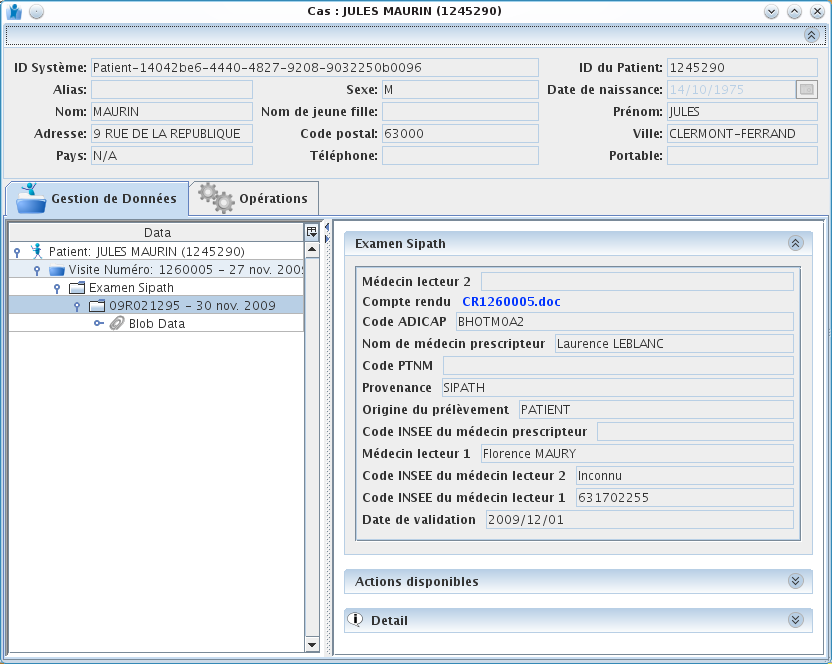 Cas : JULES MAURIN (1245290)
ID Système: Patient-14042be6-4440-4827-9208-9032250b0096 ID du Patient: 1245290
Alias: Sexe: M Date de naissance: 14/10/1975
Nom: MAURIN Nom de jeune fille: Prénom: JULES
Adresse: 9 RUE DE LA REPUBLIQUE Code postal: 63000 Ville: CLERMONT-FERRAND
Pays: N/A Téléphone: Portable:
Gestion de Données Opérations
Data
Patient: JULES MAURIN (1245290)
Visite Numéro: 1260005 - 27 nov. 200
Examen Sipath
09R021295 - 30 nov. 2009
Blob Data
Examen Sipath
Médecin lecteur 2
Compte rendu CR1260005.doc
Code ADICAP BHOTM0A2
Nom de médecin prescripteur Laurence LEBLANC
Code PTNM
Provenance SIPATH
Origine du prélèvement PATIENT
Code INSEE du médecin prescripteur
Médecin lecteur 1 Florence MAURY
Code INSEE du médecin lecteur 2 Inconnu
Code INSEE du médecin lecteur 1 631702255
Date de validation 2009/12/01
Actions disponibles
Detail